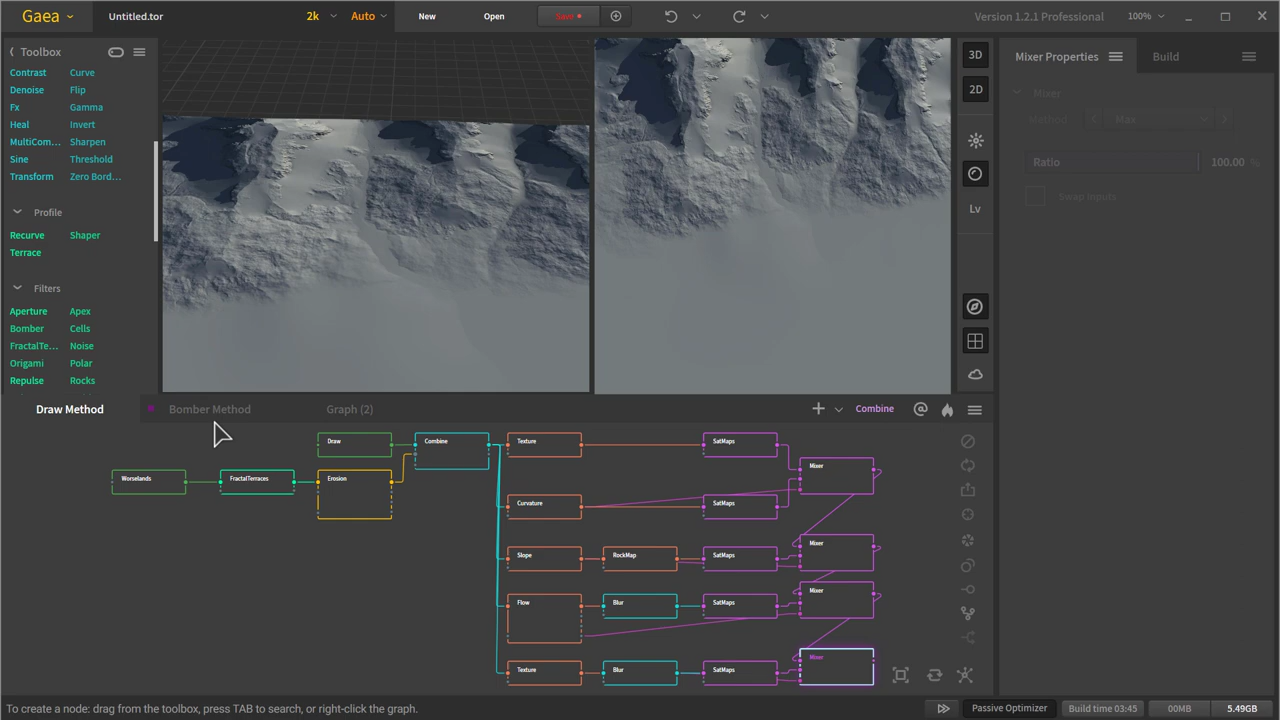 Gaea
Untitled.tor
2k
Auto
New
Open
Save
Version 1.2.1 Professional
100%
Toolbox
Contrast
Curve
Denoise
Flip
Fx
Gamma
Heal
Invert
MultiCom...
Sharpen
Sine
Threshold
Transform
Zero Bord...
Profile
Recurve
Shaper
Terrace
Filters
Aperture
Apex
Bomber
Cells
FractalTe...
Noise
Origami
Polar
Repulse
Rocks
3D
2D
Lv
Mixer Properties
Build
Mixer
Method
Max
Ratio
100.00 %
Swap Inputs
Draw Method
Bomber Method
Graph (2)
Combine
Draw
Combine
Texture
SatMaps
Mixer
Worselands
FractalTerraces
Erosion
Curvature
SatMaps
Slope
RockMap
SatMaps
Mixer
Flow
Blur
SatMaps
Mixer
Texture
Blur
SatMaps
Mixer
To create a node: drag from the toolbox, press TAB to search, or right-click the graph.
Passive Optimizer
Build time 03:45
00MB
5.49GB